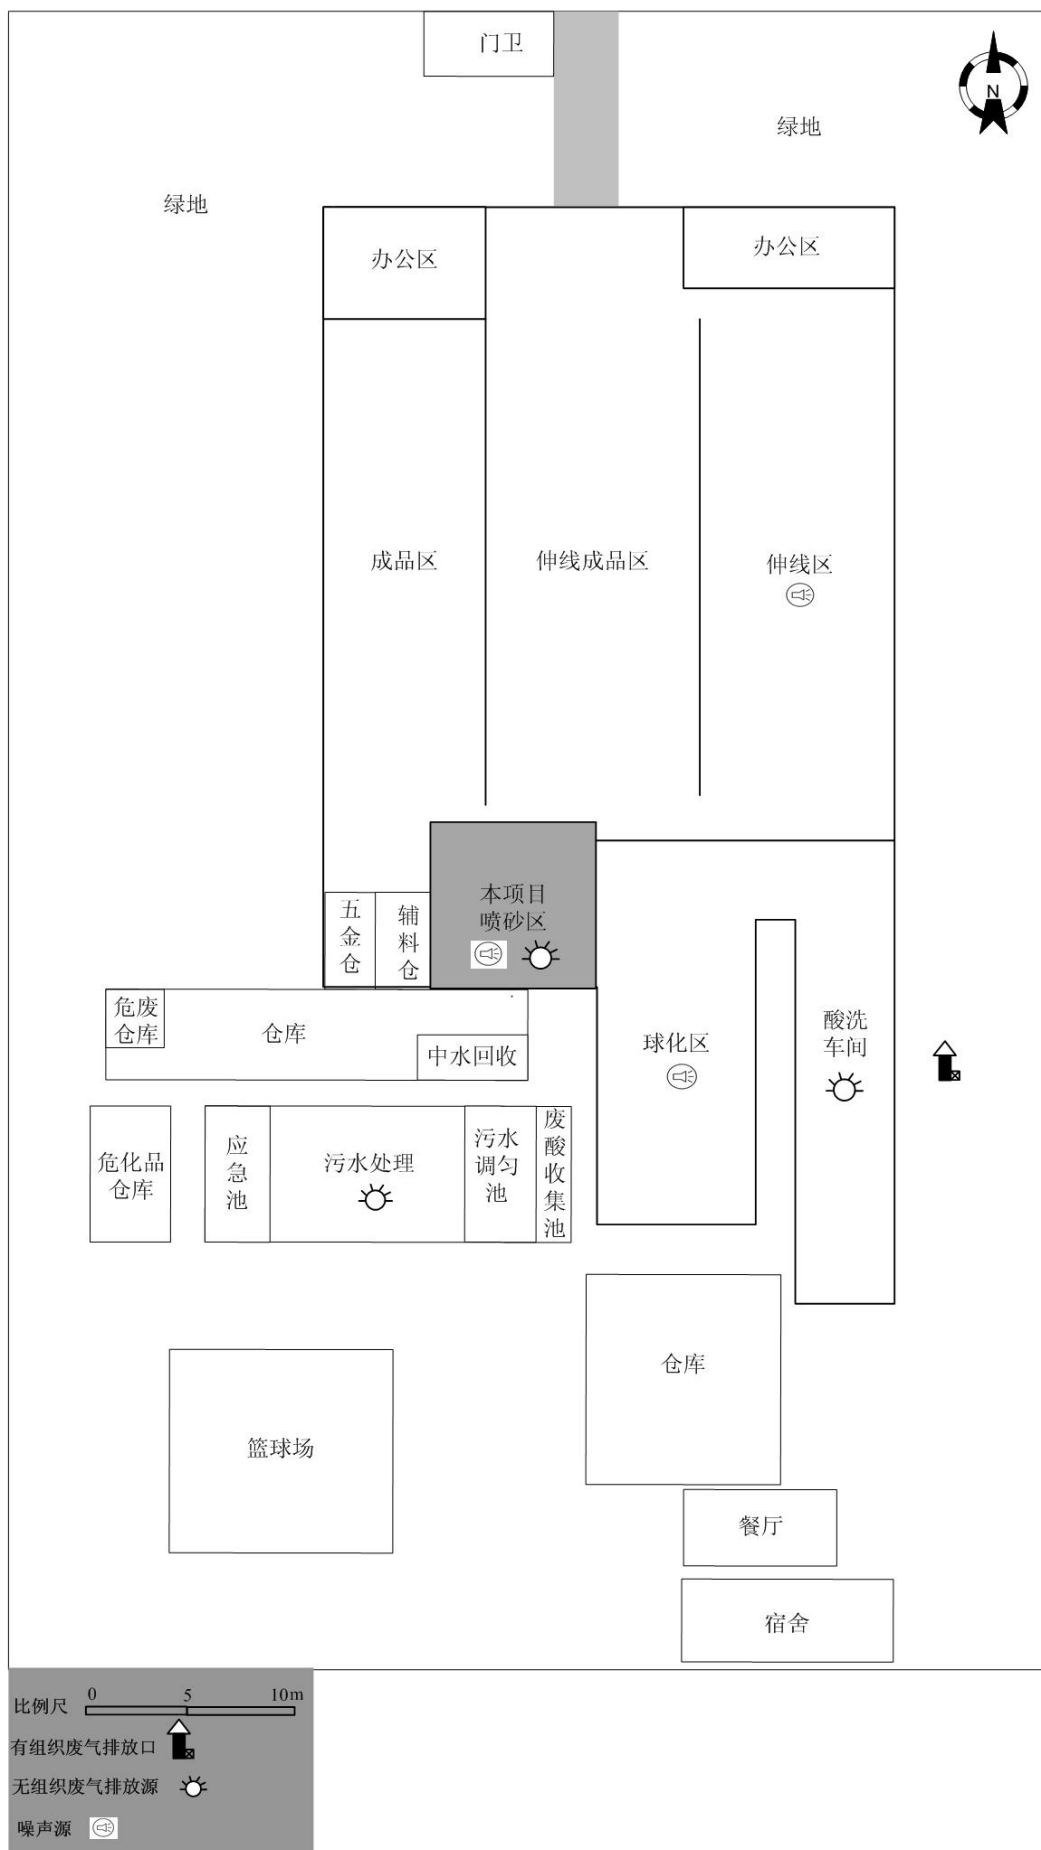 门卫
N
绿地
绿地
办公区
办公区
成品区
伸线成品区
伸线区
本项目
喷砂区
五金仓
辅料仓
危废
仓库
仓库
中水回收
球化区
酸洗
车间
危化品
仓库
应急池
污水处理
污水
调匀
池
废酸收集池
仓库
篮球场
餐厅
宿舍
比例尺 0 5 10m
有组织废气排放口
无组织废气排放源
噪声源